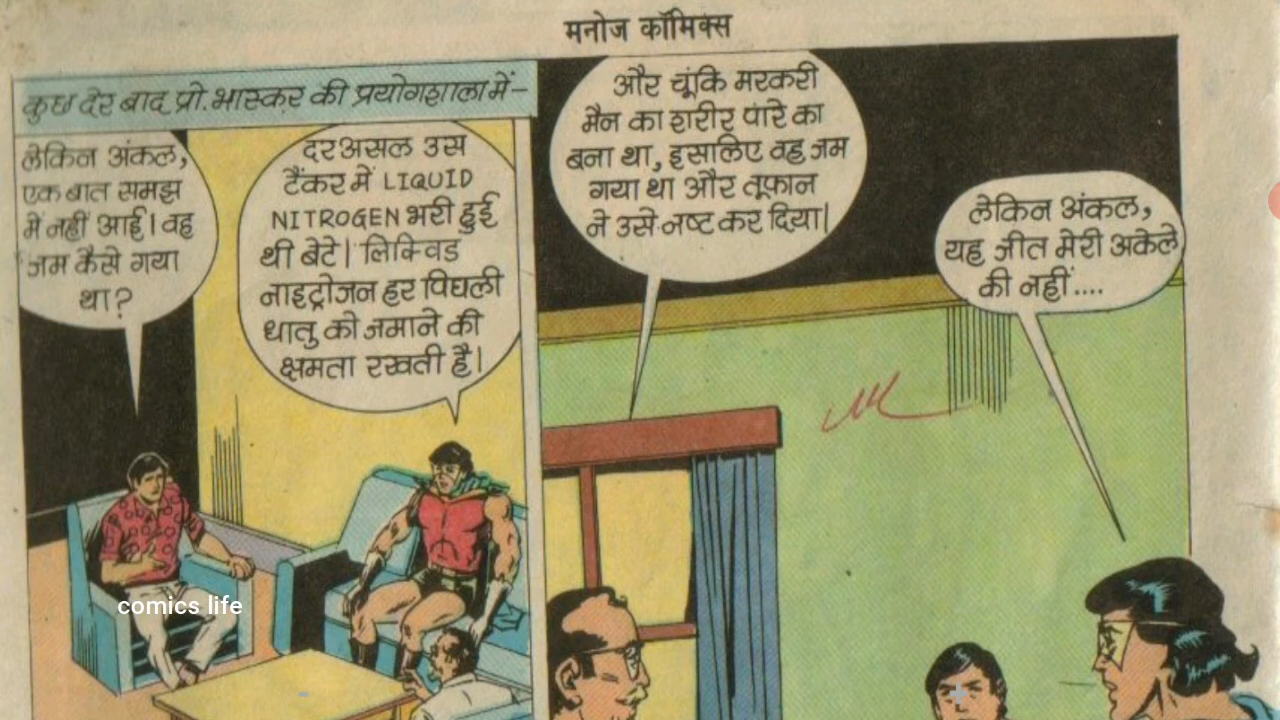 मनोज कॉमिक्स
कुछ देर बाद प्रो. भास्कर की प्रयोगशाला में-
लेकिन अंकल,
एक बात समझ
में नहीं आई। वह
जम कैसे गया
था?
दरअसल उस
टैंकर में LIQUID
NITROGEN भरी हुई
थी बेटे। लिक्विड
नाइट्रोजन हर पिघली
धातु को जमाने की
क्षमता रखती है।
और चूंकि मरकरी
मैन का शरीर पारे का
बना था, इसलिए वह जम
गया था और तूफान
ने उसे नष्ट कर दिया।
लेकिन अंकल,
यह जीत मेरी अकेले
की नहीं....
comics life